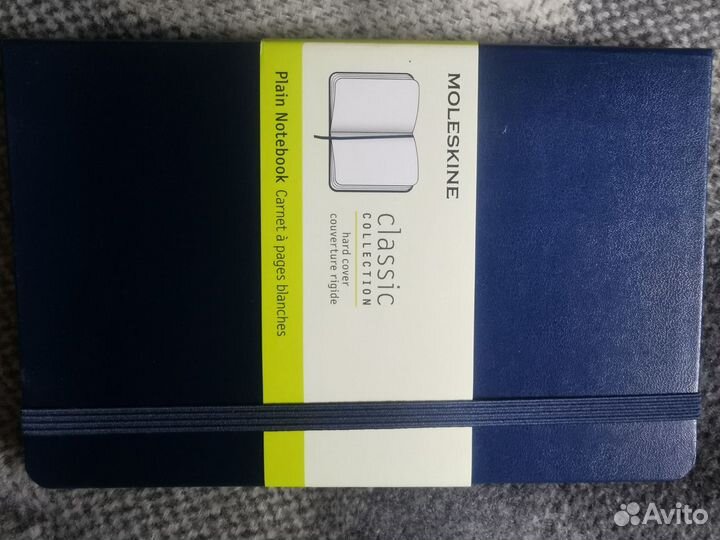 MOLESKINE
classic
COLLECTION
hard cover
couverture rigide
Plain Notebook Carnet à pages blanches
Avito